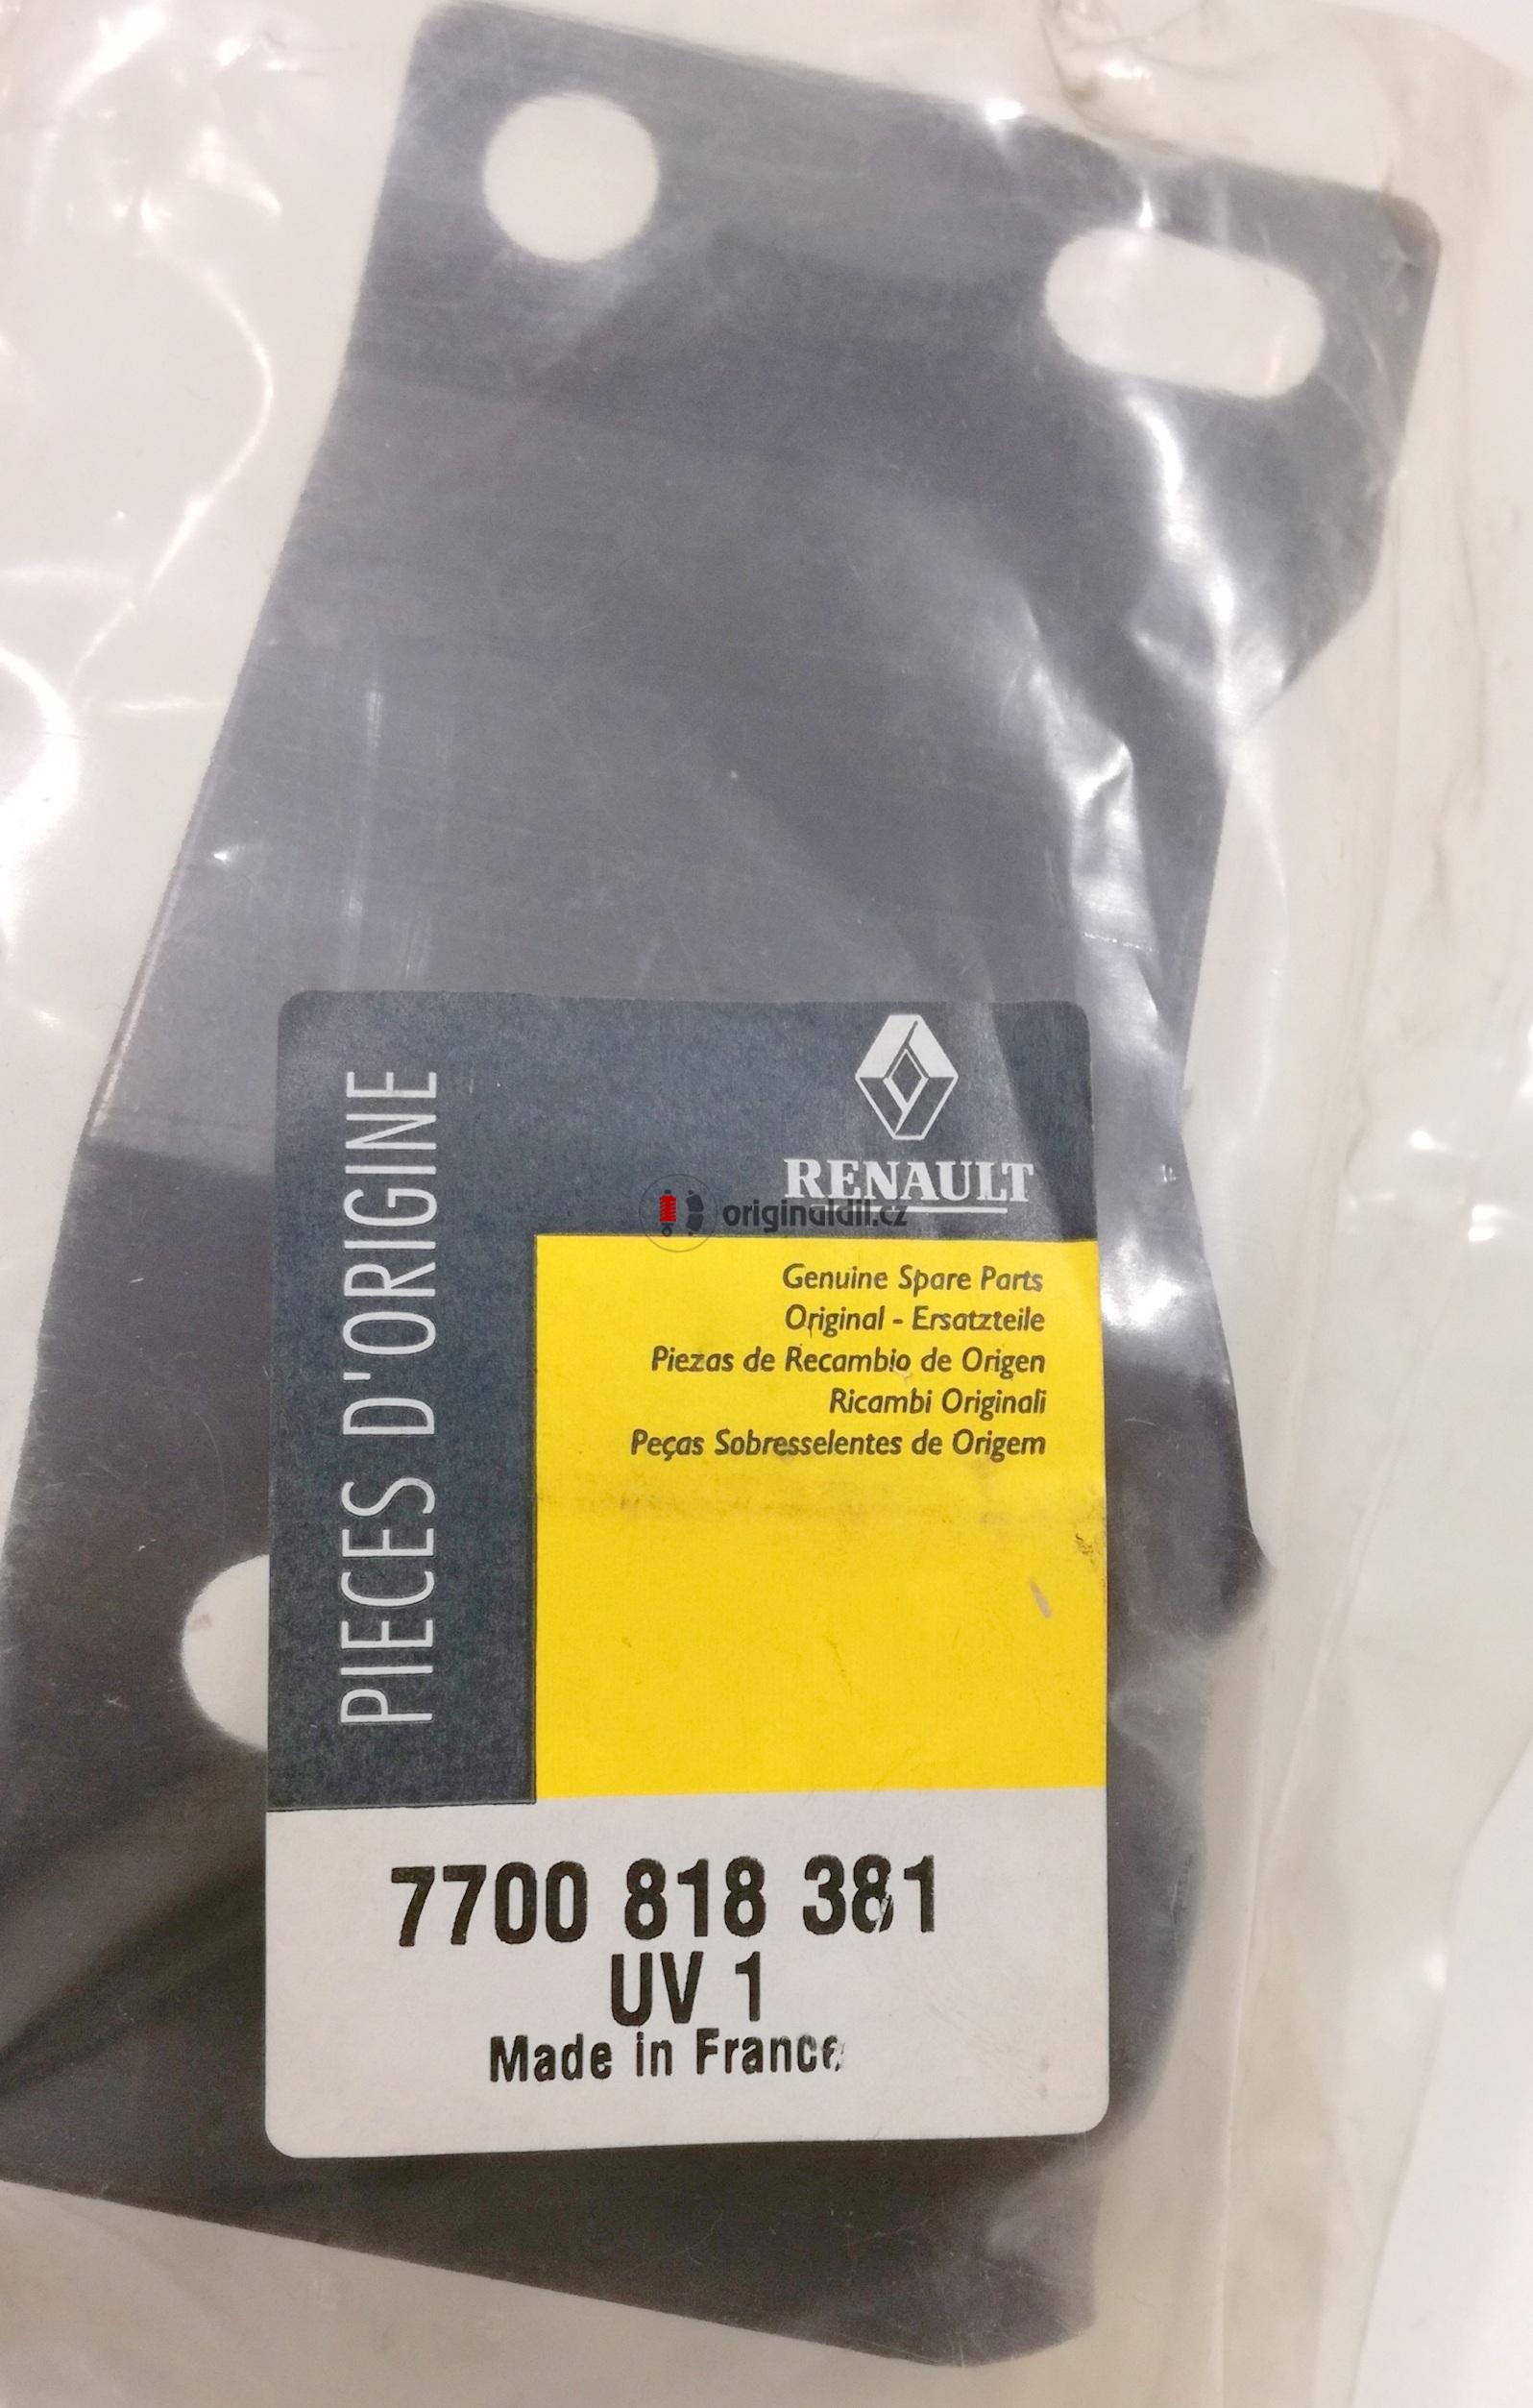 PIECES D'ORIGINE
RENAULT
originaldil.cz
Genuine Spare Parts
Original - Ersatzteile
Piezas de Recambio de Origen
Ricambi Originali
Peças Sobresselentes de Origem
7700 818 381
UV 1
Made in France